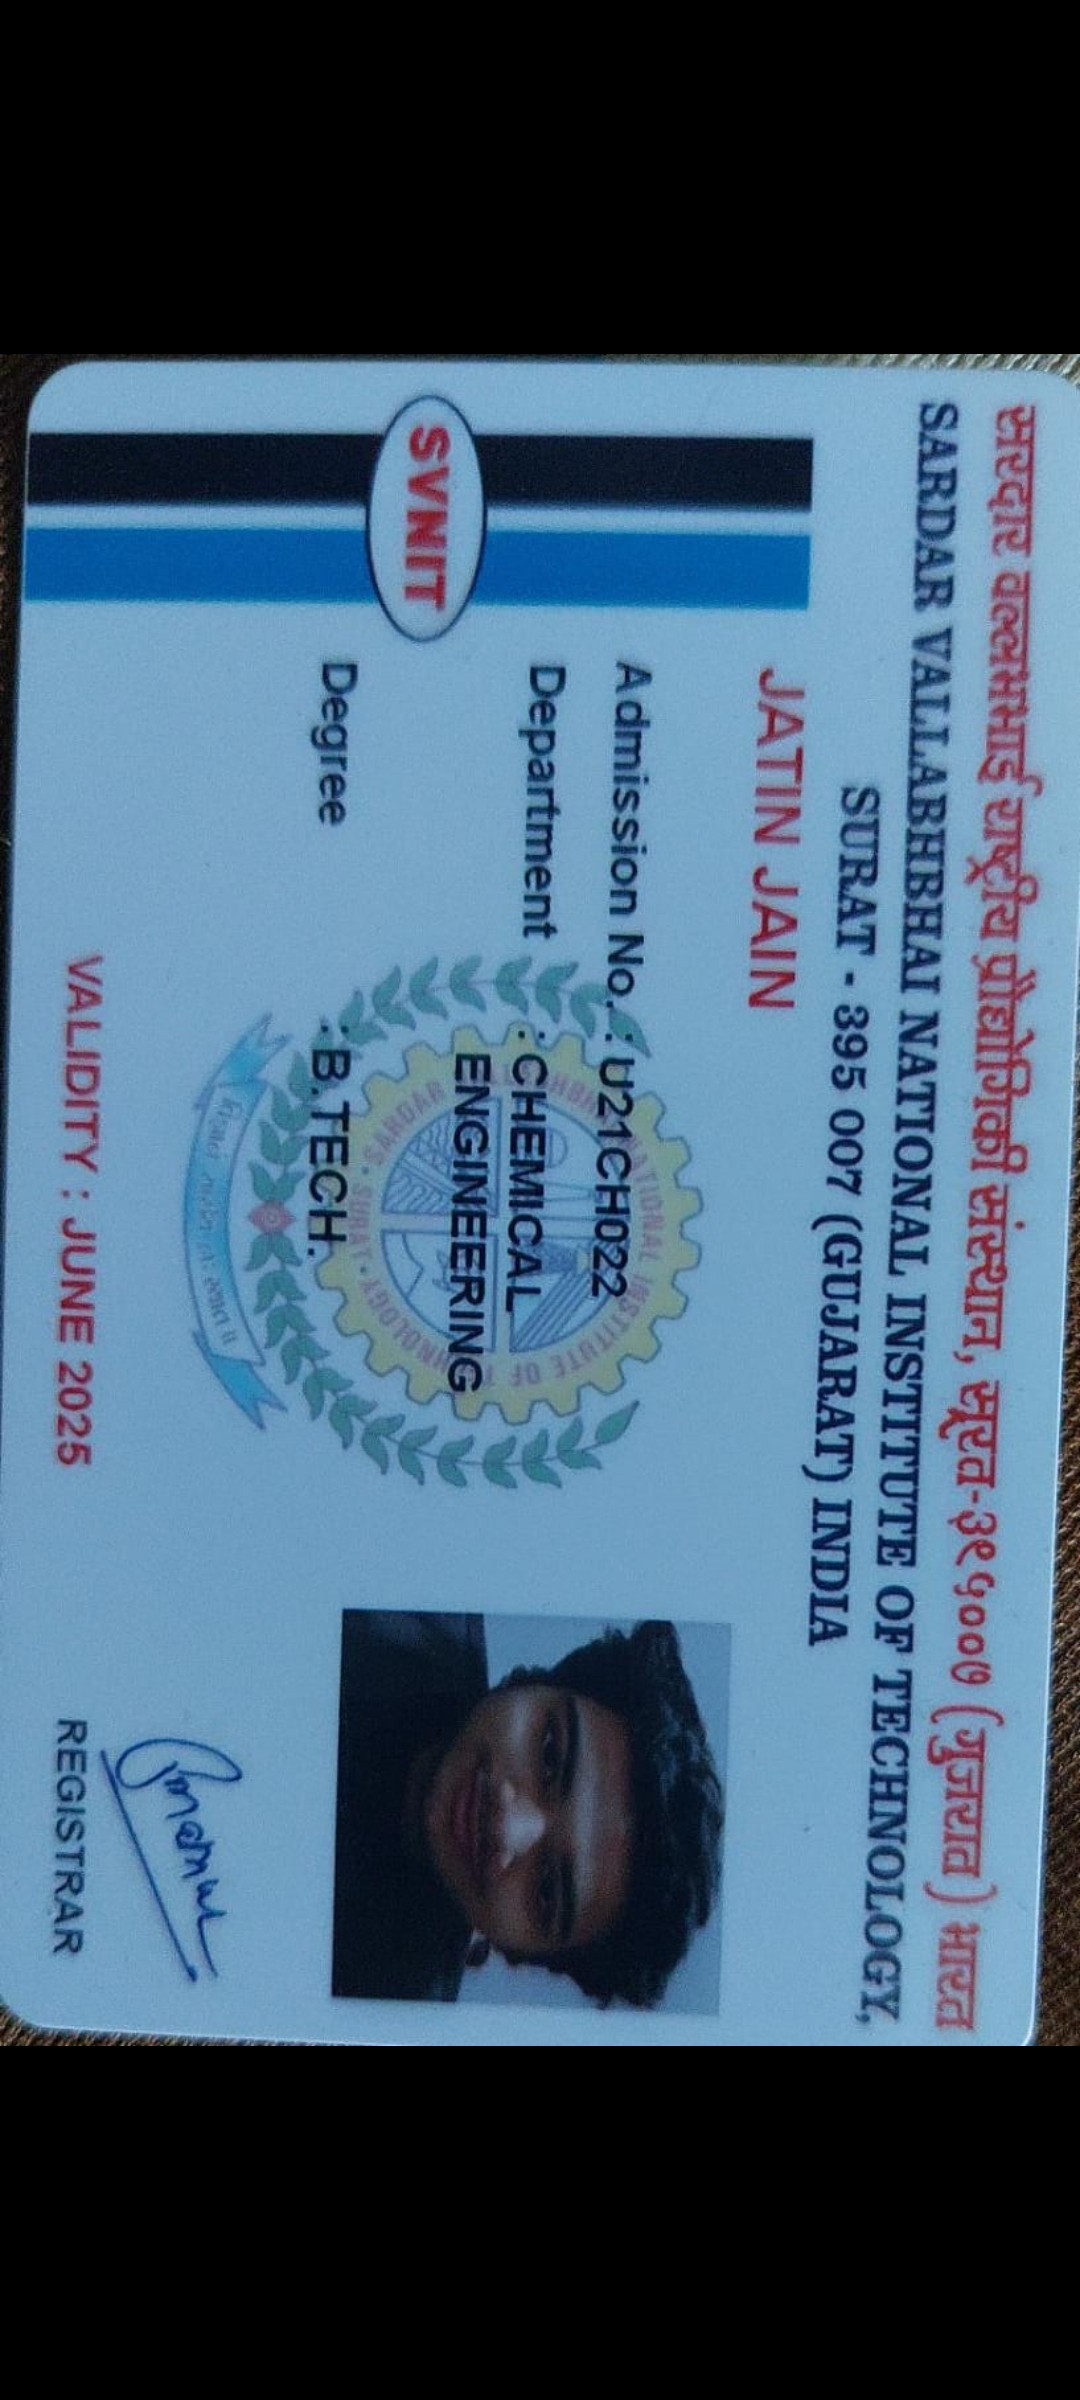 सरदार वल्लभभाई राष्ट्रीय प्रौद्योगिकी संस्थान, सूरत-३९५००७ (गुजरात) भारत
SARDAR VALLABHBHAI NATIONAL INSTITUTE OF TECHNOLOGY,
SURAT - 395 007 (GUJARAT) INDIA
SVNIT
JATIN JAIN
Admission No. : U21CH022
Department : CHEMICAL
ENGINEERING
Degree : B.TECH.
SARDAR VALLABHBHAI NATIONAL INSTITUTE OF TECHNOLOGY · SURAT ·
VALIDITY : JUNE 2025
REGISTRAR